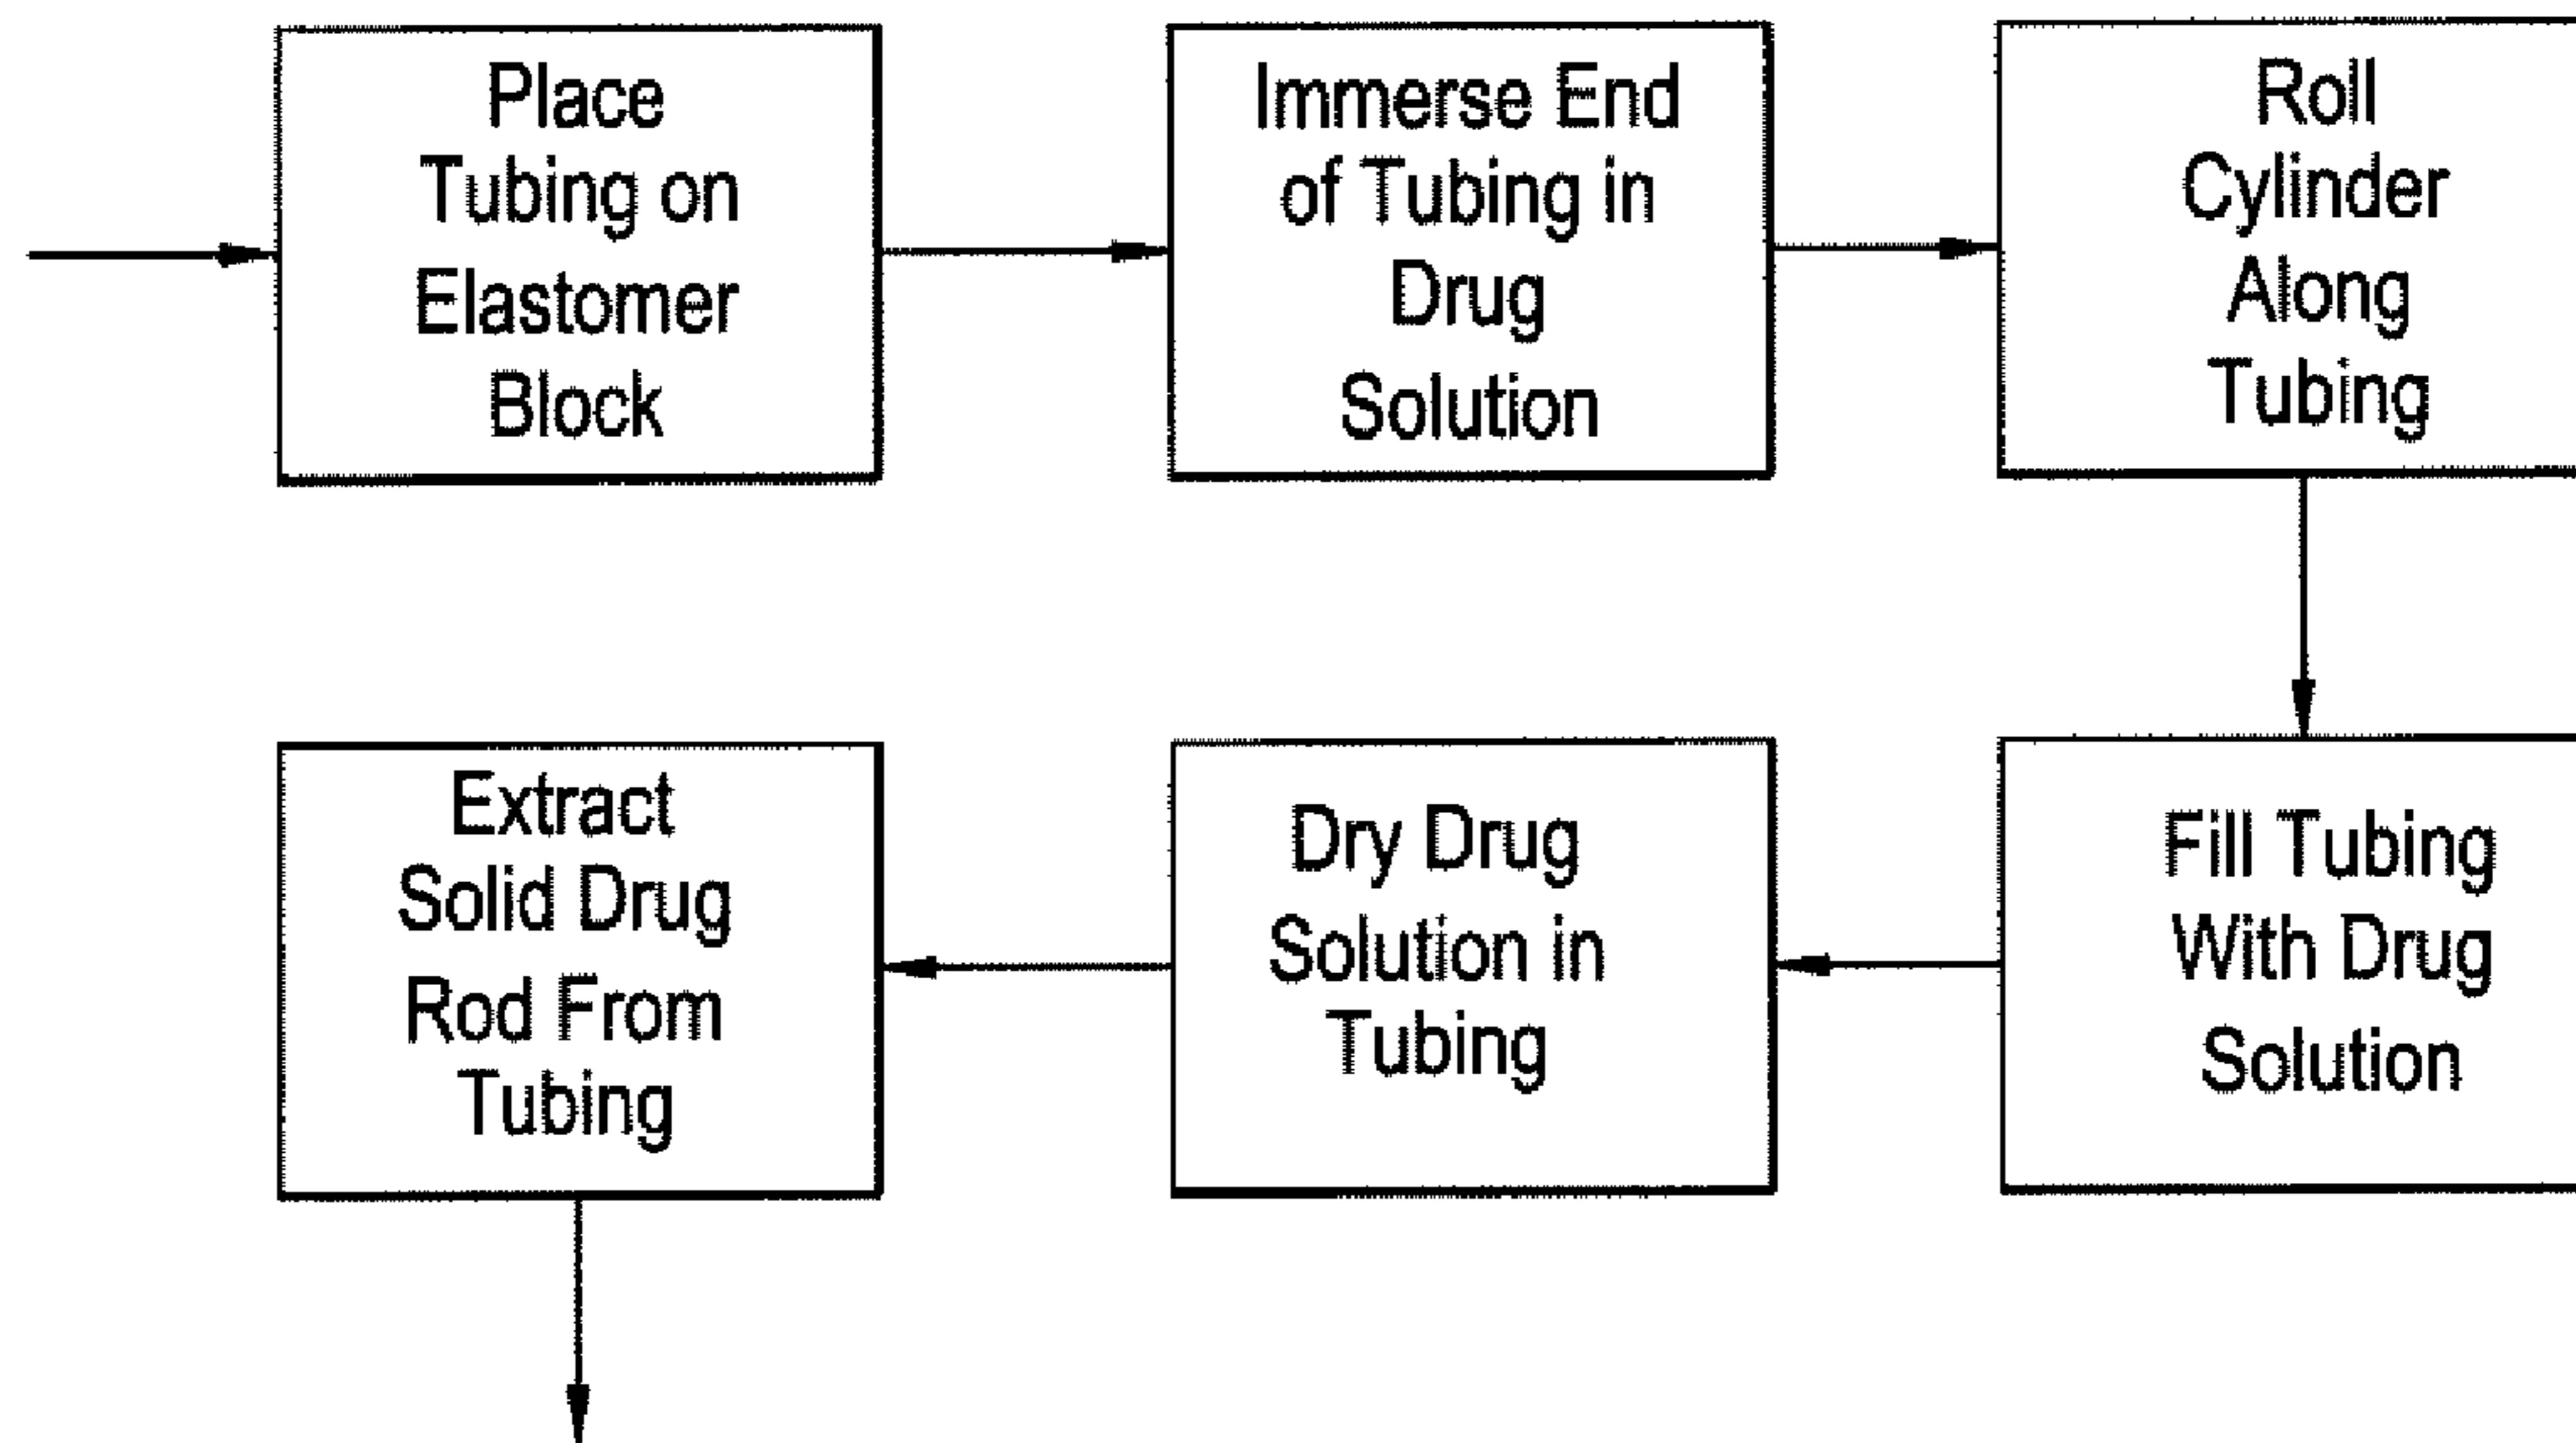 Place
Tubing on
Elastomer
Block
Immerse End
of Tubing in
Drug
Solution
Roll
Cylinder
Along
Tubing
Extract
Solid Drug
Rod From
Tubing
Dry Drug
Solution in
Tubing
Fill Tubing
With Drug
Solution